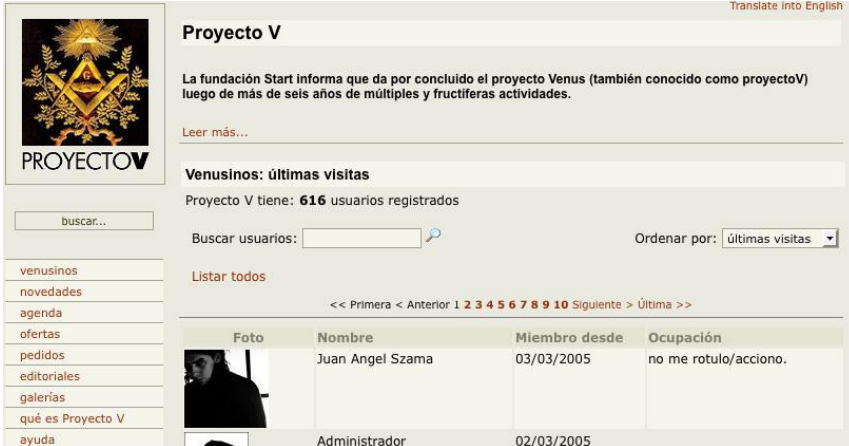 Translate into English
G
PROYECTOV
Proyecto V
La fundación Start informa que da por concluido el proyecto Venus (también conocido como proyectoV)
luego de más de seis años de múltiples y fructíferas actividades.
Leer más...
buscar...
venusinos
novedades
agenda
ofertas
pedidos
editoriales
galerías
qué es Proyecto V
ayuda
Venusinos: últimas visitas
Proyecto V tiene: 616 usuarios registrados
Buscar usuarios:
Ordenar por: últimas visitas
Listar todos
<< Primera < Anterior 1 2 3 4 5 6 7 8 9 10 Siguiente > Última >>
Foto Nombre Miembro desde Ocupación
Juan Angel Szama 03/03/2005 no me rotulo/acciono.
Administrador 02/03/2005